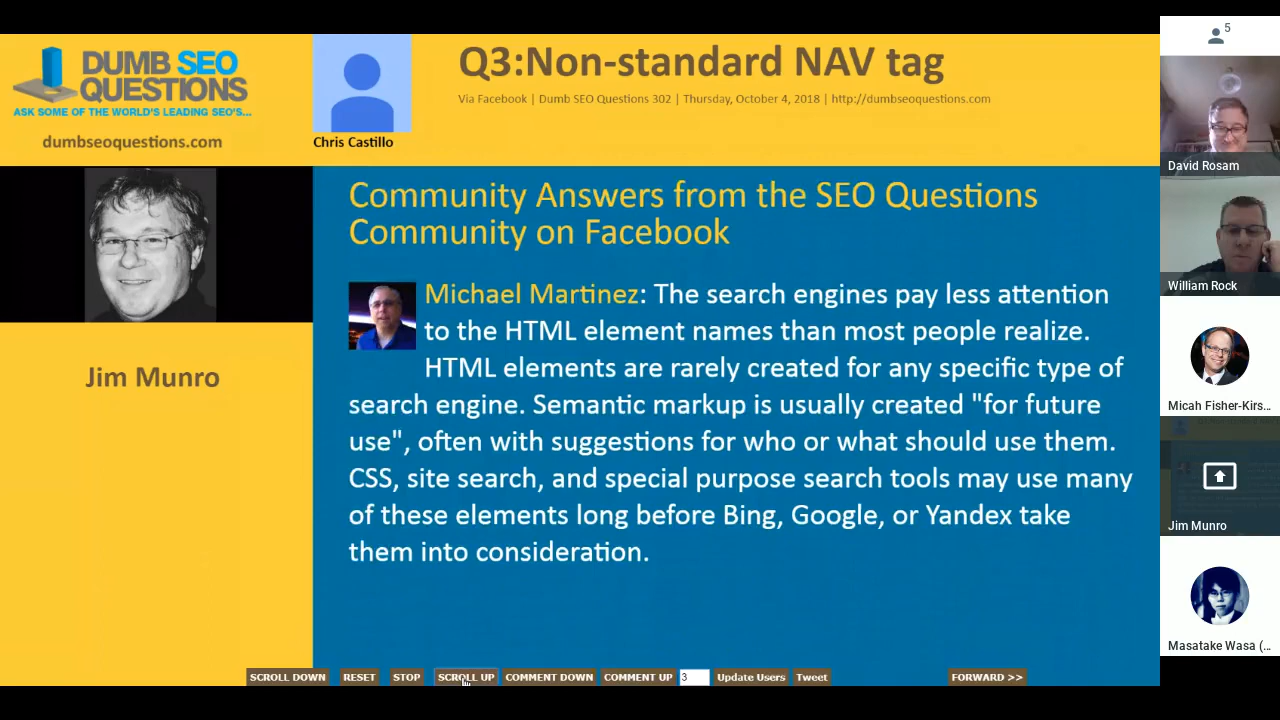 DUMB SEO
QUESTIONS
ASK SOME OF THE WORLD'S LEADING SEO'S...
dumbseoquestions.com
Chris Castillo
Q3:Non-standard NAV tag
Via Facebook | Dumb SEO Questions 302 | Thursday, October 4, 2018 | http://dumbseoquestions.com
Jim Munro
Community Answers from the SEO Questions
Community on Facebook
Michael Martinez: The search engines pay less attention
to the HTML element names than most people realize.
HTML elements are rarely created for any specific type of
search engine. Semantic markup is usually created "for future
use", often with suggestions for who or what should use them.
CSS, site search, and special purpose search tools may use many
of these elements long before Bing, Google, or Yandex take
them into consideration.
SCROLL DOWN RESET STOP SCROLL UP COMMENT DOWN COMMENT UP 3 Update Users Tweet FORWARD >>
5
David Rosam
William Rock
Micah Fisher-Kirs...
Jim Munro
Masatake Wasa (...